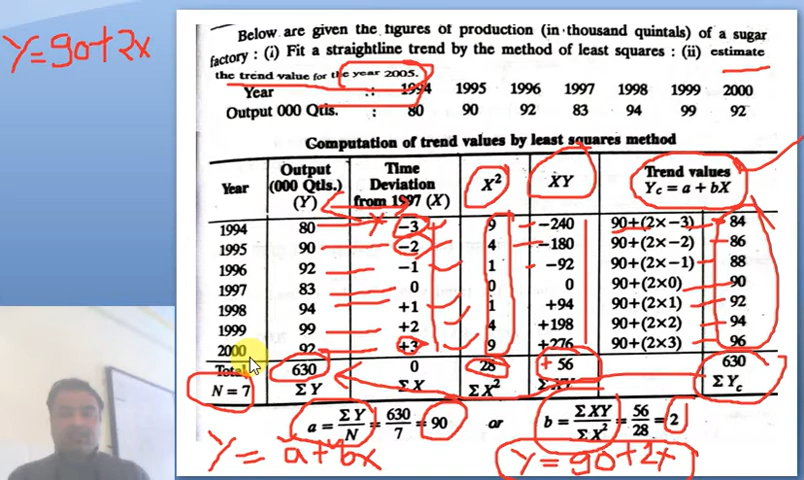 Y=90+2x
Below are given the figures of production (in thousand quintals) of a sugar
factory : (i) Fit a straightline trend by the method of least squares : (ii) estimate
the trend value for the year 2005.
Year : 1994 1995 1996 1997 1998 1999 2000
Output 000 Qtls. : 80 90 92 83 94 99 92
Computation of trend values by least squares method
Year Output (000 Qtls.) (Y) Time Deviation from 1997 (X) X² XY Trend values Yc = a + bX
1994 80 −3 9 −240 90+(2×−3) 84
1995 90 −2 4 −180 90+(2×−2) 86
1996 92 −1 1 −92 90+(2×−1) 88
1997 83 0 0 0 90+(2×0) 90
1998 94 +1 1 +94 90+(2×1) 92
1999 99 +2 4 +198 90+(2×2) 94
2000 92 +3 9 +276 90+(2×3) 96
Total 630 0 28 +56 630
N = 7 ΣY ΣX ΣX² ΣXY ΣYc
a = ΣY/N = 630/7 = 90 or b = ΣXY/ΣX² = 56/28 = 2
Y = a+bx Y=90+2x